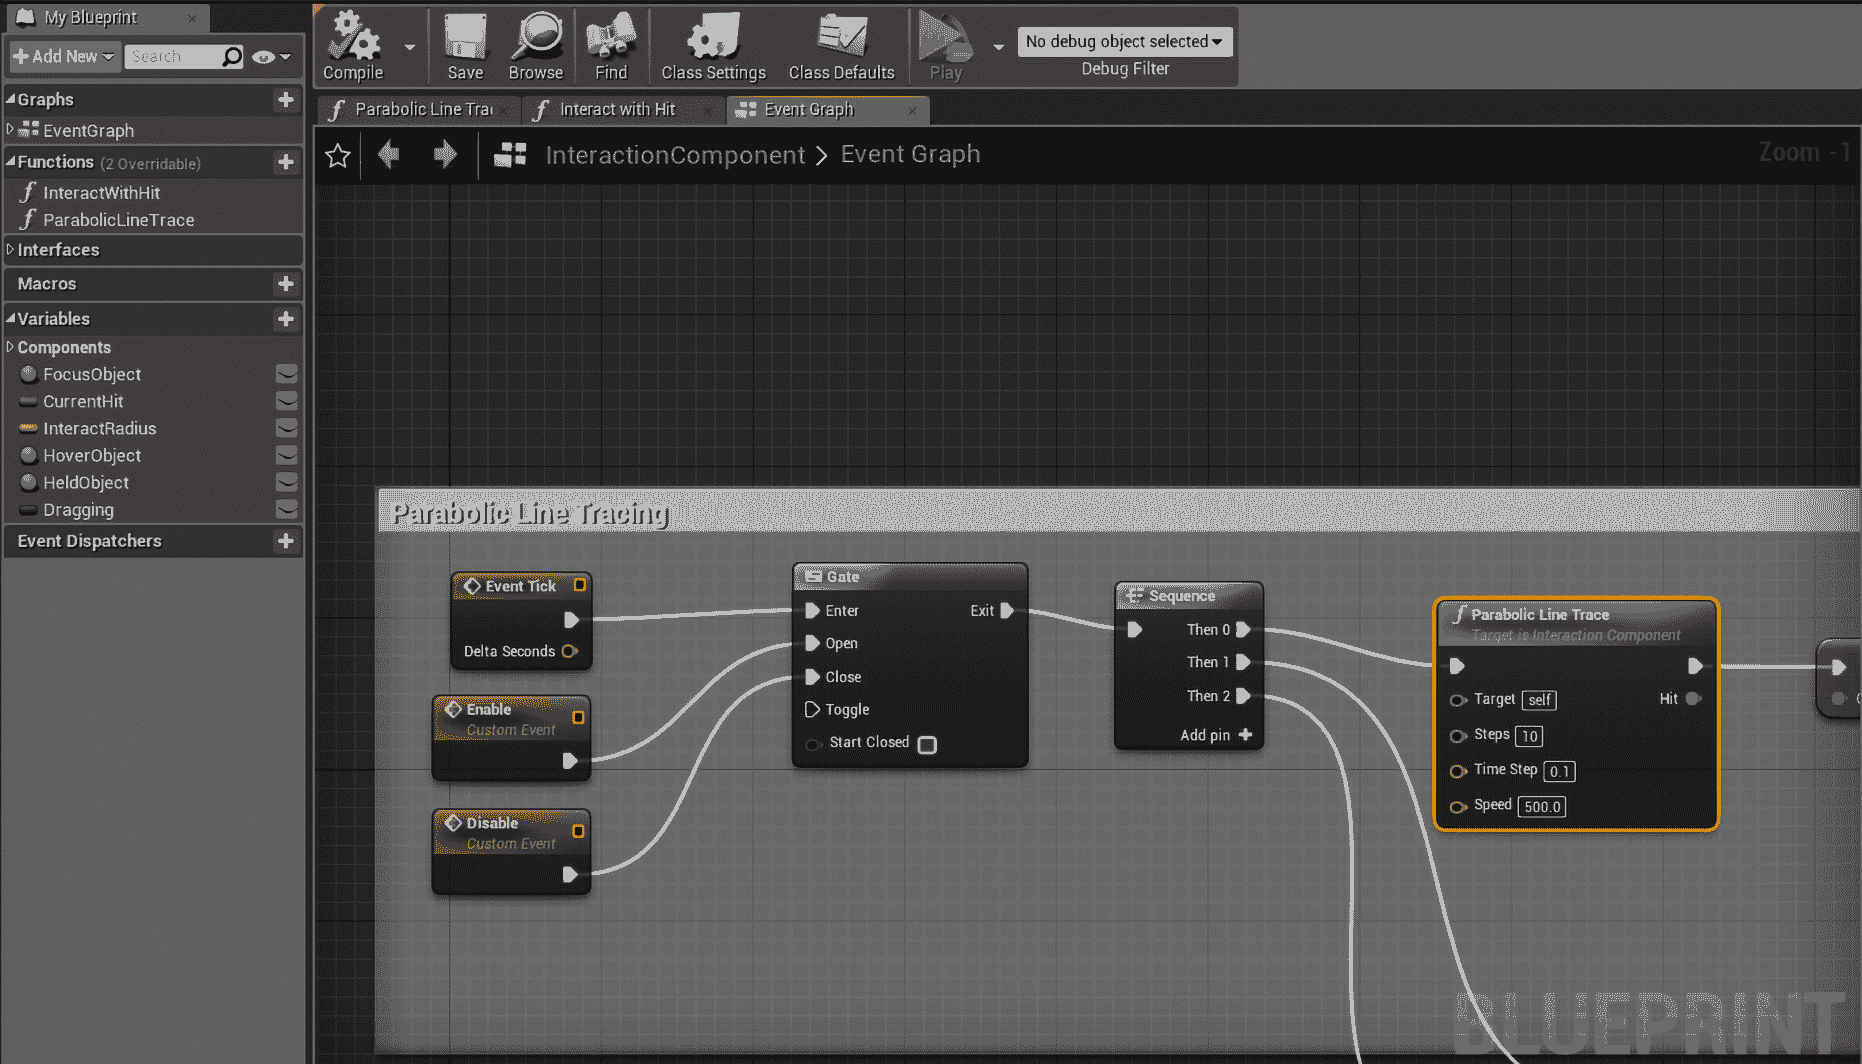 My Blueprint
Add New
Search
Graphs
EventGraph
Functions (2 Overridable)
InteractWithHit
ParabolicLineTrace
Interfaces
Macros
Variables
Components
FocusObject
CurrentHit
InteractRadius
HoverObject
HeldObject
Dragging
Event Dispatchers
Compile
Save
Browse
Find
Class Settings
Class Defaults
Play
No debug object selected
Debug Filter
Parabolic Line Tra
Interact with Hit
Event Graph
InteractionComponent > Event Graph
Zoom -1
Parabolic Line Tracing
Event Tick
Delta Seconds
Enable
Custom Event
Disable
Custom Event
Gate
Enter Exit
Open
Close
Toggle
Start Closed
Sequence
Then 0
Then 1
Then 2
Add pin
Parabolic Line Trace
Target is Interaction Component
Target self Hit
Steps 10
Time Step 0.1
Speed 500.0
BLUEPRINT